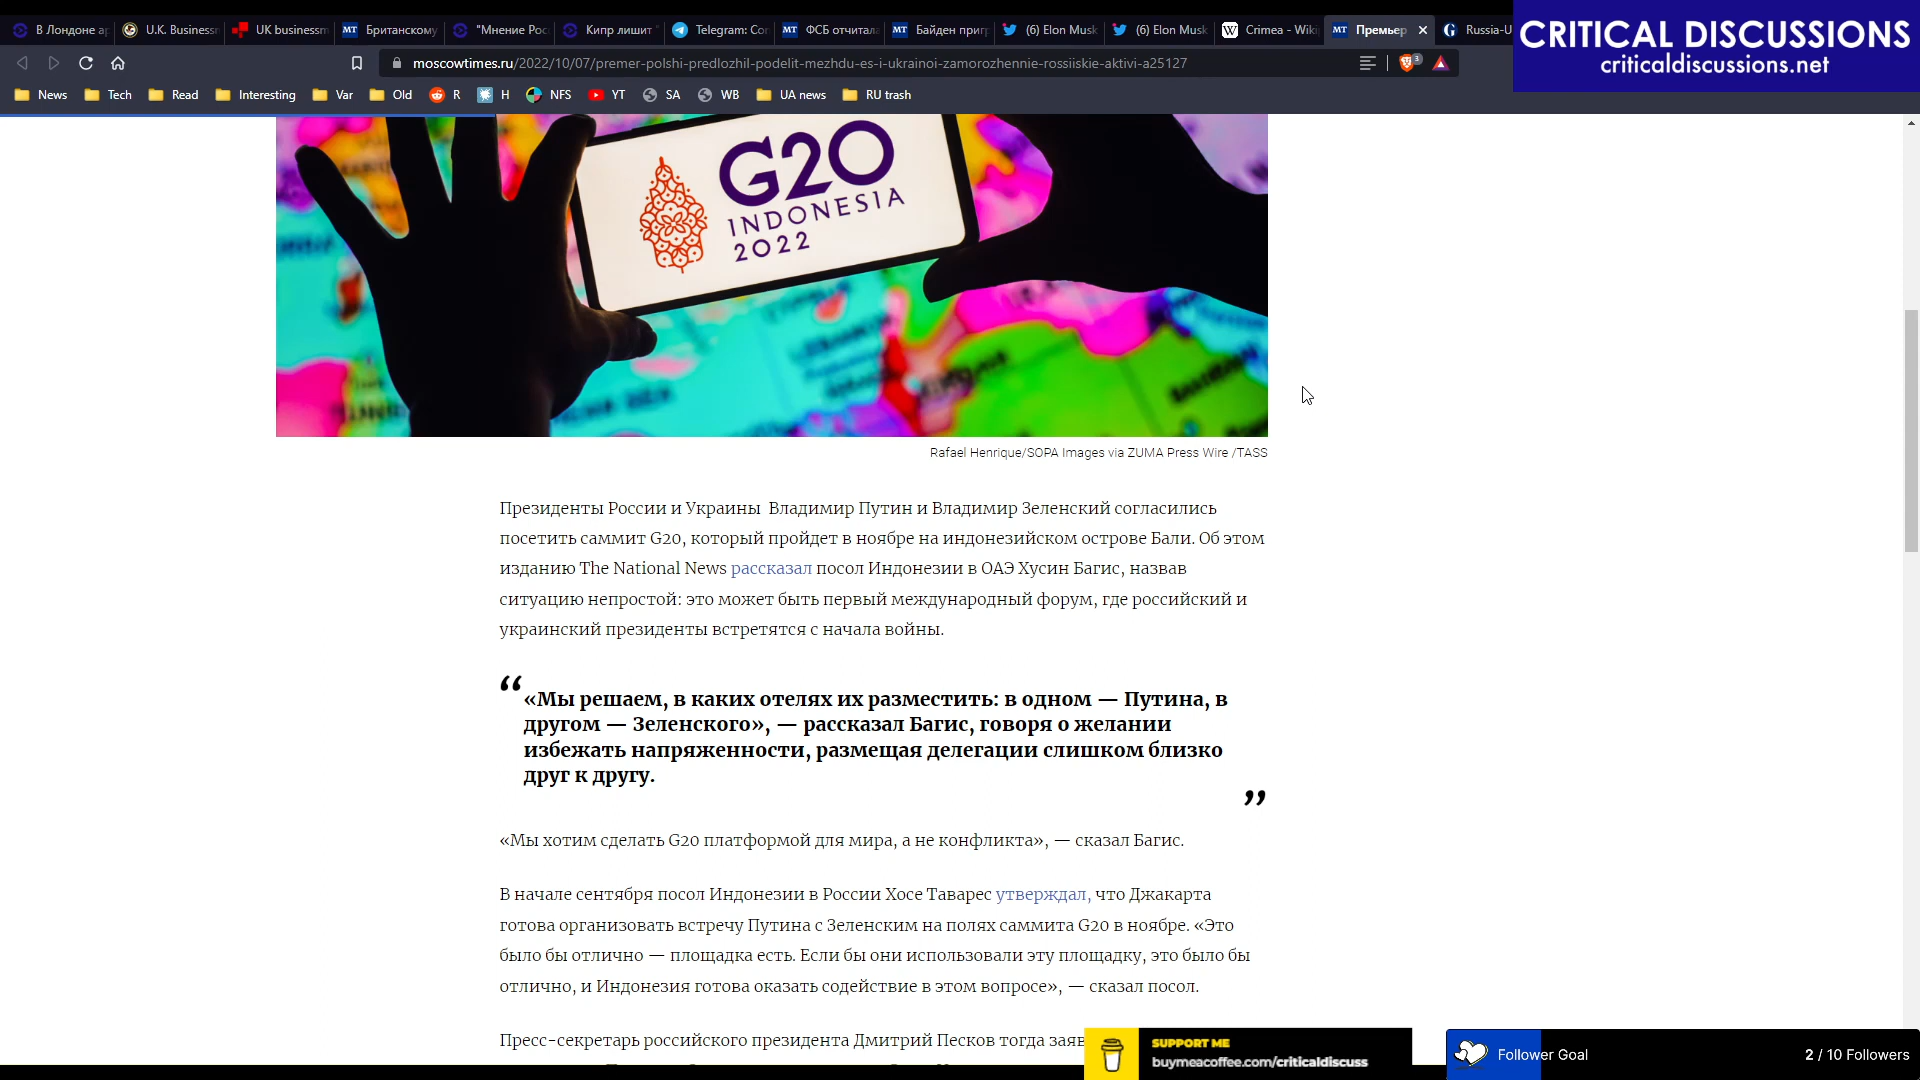 В Лондоне а
U.K. Business
UK businessm
Британскому
"Мнение Рос
Кипр лишит
Telegram: Co
ФСБ отчитала
Байден приг
(6) Elon Musk
(6) Elon Musk
Crimea - Wiki
Премьер
Russia-U
CRITICAL DISCUSSIONS
criticaldiscussions.net
moscowtimes.ru/2022/10/07/premer-polshi-predlozhil-podelit-mezhdu-es-i-ukrainoi-zamorozhennie-rossiiskie-aktivi-a25127
News Tech Read Interesting Var Old R H NFS YT SA WB UA news RU trash
G20
INDONESIA
2022
Rafael Henrique/SOPA Images via ZUMA Press Wire /TASS
Президенты России и Украины Владимир Путин и Владимир Зеленский согласились
посетить саммит G20, который пройдет в ноябре на индонезийском острове Бали. Об этом
изданию The National News рассказал посол Индонезии в ОАЭ Хусин Багис, назвав
ситуацию непростой: это может быть первый международный форум, где российский и
украинский президенты встретятся с начала войны.
“«Мы решаем, в каких отелях их разместить: в одном — Путина, в
другом — Зеленского», — рассказал Багис, говоря о желании
избежать напряженности, размещая делегации слишком близко
друг к другу.
”
«Мы хотим сделать G20 платформой для мира, а не конфликта», — сказал Багис.
В начале сентября посол Индонезии в России Хосе Таварес утверждал, что Джакарта
готова организовать встречу Путина с Зеленским на полях саммита G20 в ноябре. «Это
было бы отлично — площадка есть. Если бы они использовали эту площадку, это было бы
отлично, и Индонезия готова оказать содействие в этом вопросе», — сказал посол.
Пресс-секретарь российского президента Дмитрий Песков тогда заяв
SUPPORT ME
buymeacoffee.com/criticaldiscuss
Follower Goal
2 / 10 Followers